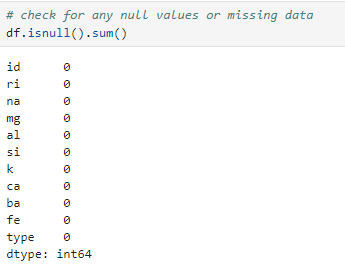 # check for any null values or missing data
df.isnull().sum()
id 0
ri 0
na 0
mg 0
al 0
si 0
k 0
ca 0
ba 0
fe 0
type 0
dtype: int64